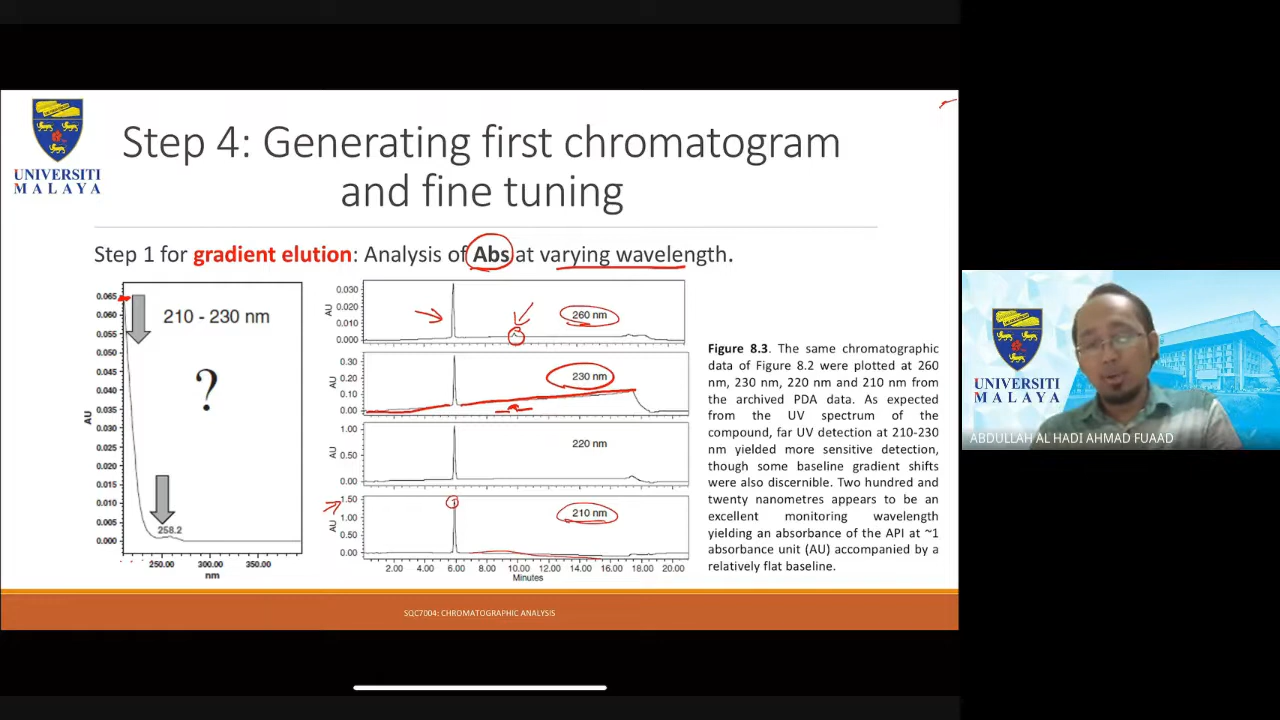 UNIVERSITI
MALAYA
Step 4: Generating first chromatogram
and fine tuning
Step 1 for gradient elution: Analysis of Abs at varying wavelength.
0.065
0.060
0.055
0.050
0.045
0.040
0.035
0.030
0.025
0.020
0.015
0.010
0.005
0.000
AU
210 - 230 nm
?
258.2
250.00 300.00 350.00
nm
0.030
0.020
0.010
0.000
AU
260 nm
0.30
0.20
0.10
0.00
AU
230 nm
1.00
0.50
0.00
AU
220 nm
1.50
1.00
0.50
0.00
AU
210 nm
2.00 4.00 6.00 8.00 10.00 12.00 14.00 16.00 18.00 20.00
Minutes
Figure 8.3. The same chromatographic
data of Figure 8.2 were plotted at 260
nm, 230 nm, 220 nm and 210 nm from
the archived PDA data. As expected
from the UV spectrum of the
compound, far UV detection at 210-230
nm yielded more sensitive detection,
though some baseline gradient shifts
were also discernible. Two hundred and
twenty nanometres appears to be an
excellent monitoring wavelength
yielding an absorbance of the API at ~1
absorbance unit (AU) accompanied by a
relatively flat baseline.
SQC7004: CHROMATOGRAPHIC ANALYSIS
UNIVERSITI
MALAYA
ABDULLAH AL HADI AHMAD FUAAD